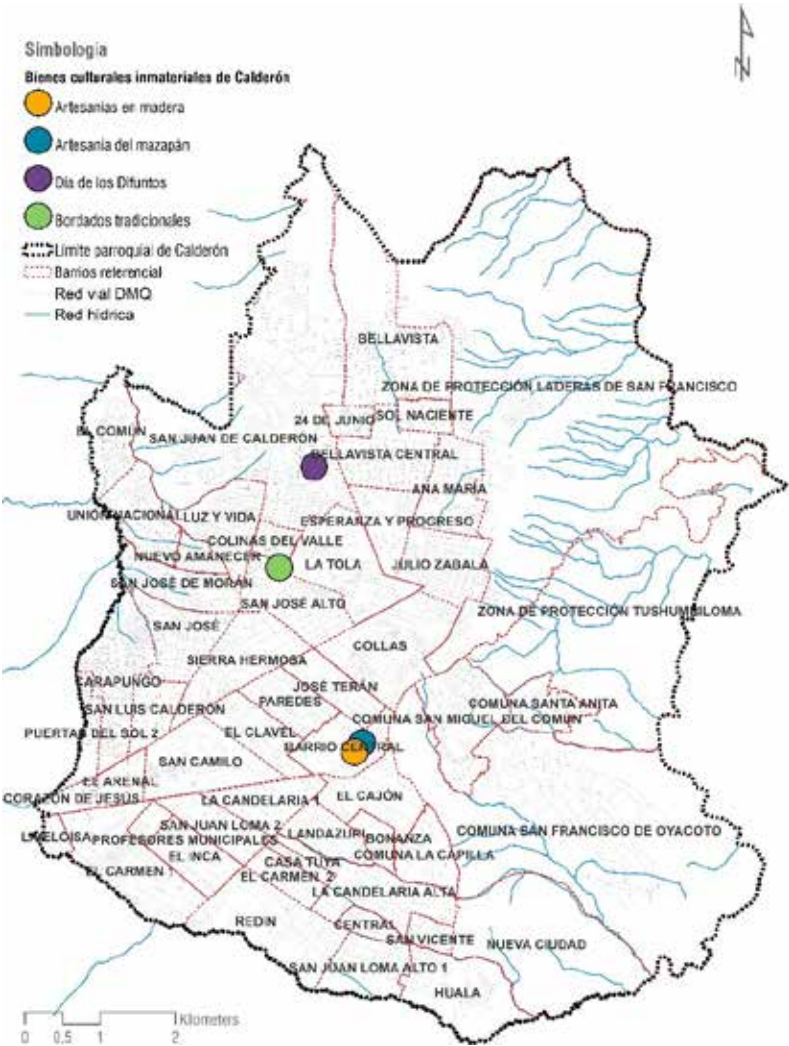 Simbología
Bienes culturales inmateriales de Calderón
Artesanías en madera
Artesanía del mazapán
Día de los Difuntos
Bordados tradicionales
Límite parroquial de Calderón
Barrios referencial
Red vial DMQ
Red hídrica
N
BELLAVISTA
ZONA DE PROTECCIÓN LADERAS DE SAN FRANCISCO
24 DE JUNIO
SOL NACIENTE
EL COMÚN
SAN JUAN DE CALDERÓN
BELLAVISTA CENTRAL
ANA MARÍA
UNIÓN NACIONAL
LUZ Y VIDA
ESPERANZA Y PROGRESO
COLINAS DEL VALLE
NUEVO AMANECER
LA TOLA
JULIO ZABALA
SAN JOSÉ DE MORÁN
SAN JOSÉ ALTO
ZONA DE PROTECCIÓN
SAN JOSÉ
COLLAS
SIERRA HERMOSA
CARAPUNGO
JOSÉ TERÁN
PAREDES
COMUNA SANTA ANITA
SAN LUIS CALDERÓN
COMUNA SAN MIGUEL DEL COMÚN
PUERTAS DEL SOL 2
EL CLAVEL
BARRIO CENTRAL
SAN CAMILO
EL ARENAL
CORAZÓN DE JESÚS
LA CANDELARIA 1
EL CAJÓN
SAN JUAN LOMA 2
LANDAZURI
BONANZA
COMUNA SAN FRANCISCO DE OYACOTO
PROFESORES MUNICIPALES
EL INCA
COMUNA LA CAPILLA
CASA TUYA
EL CARMEN 1
EL CARMEN 2
LA CANDELARIA ALTA
REDIN
CENTRAL
SAN VICENTE
NUEVA CIUDAD
SAN JUAN LOMA ALTO 1
HUALA
Kilometers
0 0,5 1 2